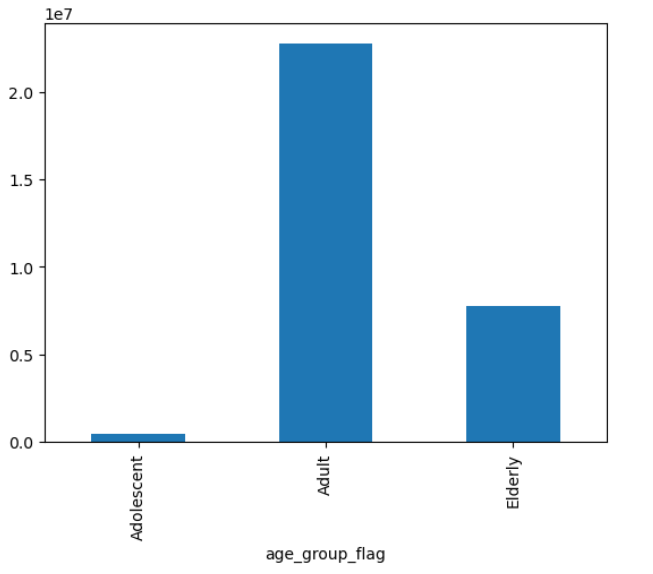 1e7
2.0
1.5
1.0
0.5
0.0
Adolescent
Adult
Elderly
age_group_flag